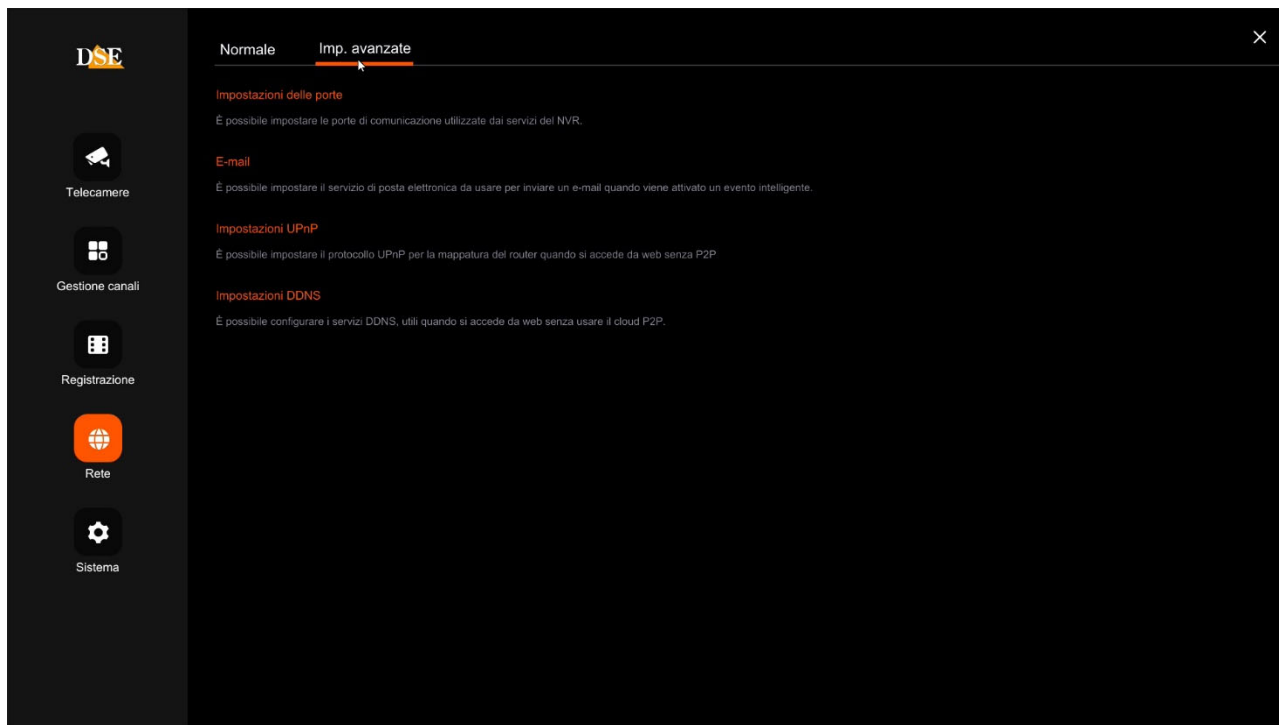 DSE
Normale
Imp. avanzate
Impostazioni delle porte
È possibile impostare le porte di comunicazione utilizzate dai servizi del NVR.
E-mail
È possibile impostare il servizio di posta elettronica da usare per inviare un e-mail quando viene attivato un evento intelligente.
Impostazioni UPnP
È possibile impostare il protocollo UPnP per la mappatura del router quando si accede da web senza P2P
Impostazioni DDNS
È possibile configurare i servizi DDNS, utili quando si accede da web senza usare il cloud P2P.
Telecamere
Gestione canali
Registrazione
Rete
Sistema